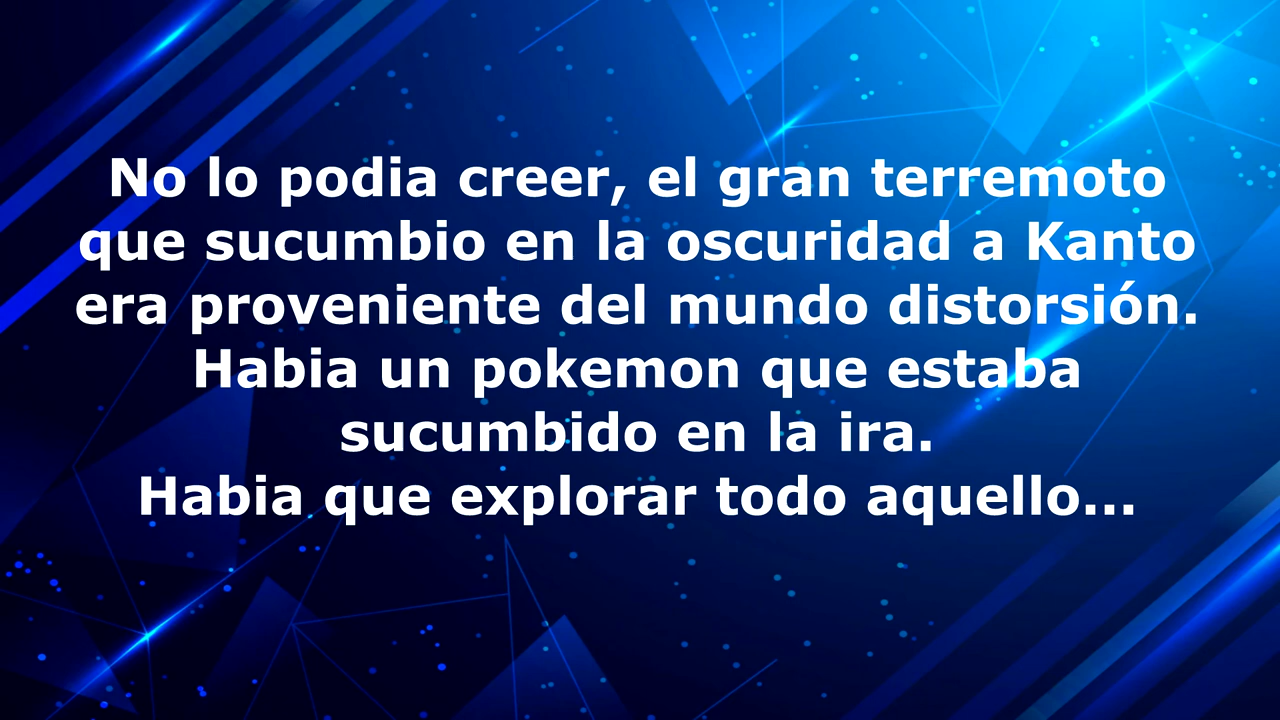 No lo podia creer, el gran terremoto
que sucumbio en la oscuridad a Kanto
era proveniente del mundo distorsión.
Habia un pokemon que estaba
sucumbido en la ira.
Habia que explorar todo aquello...